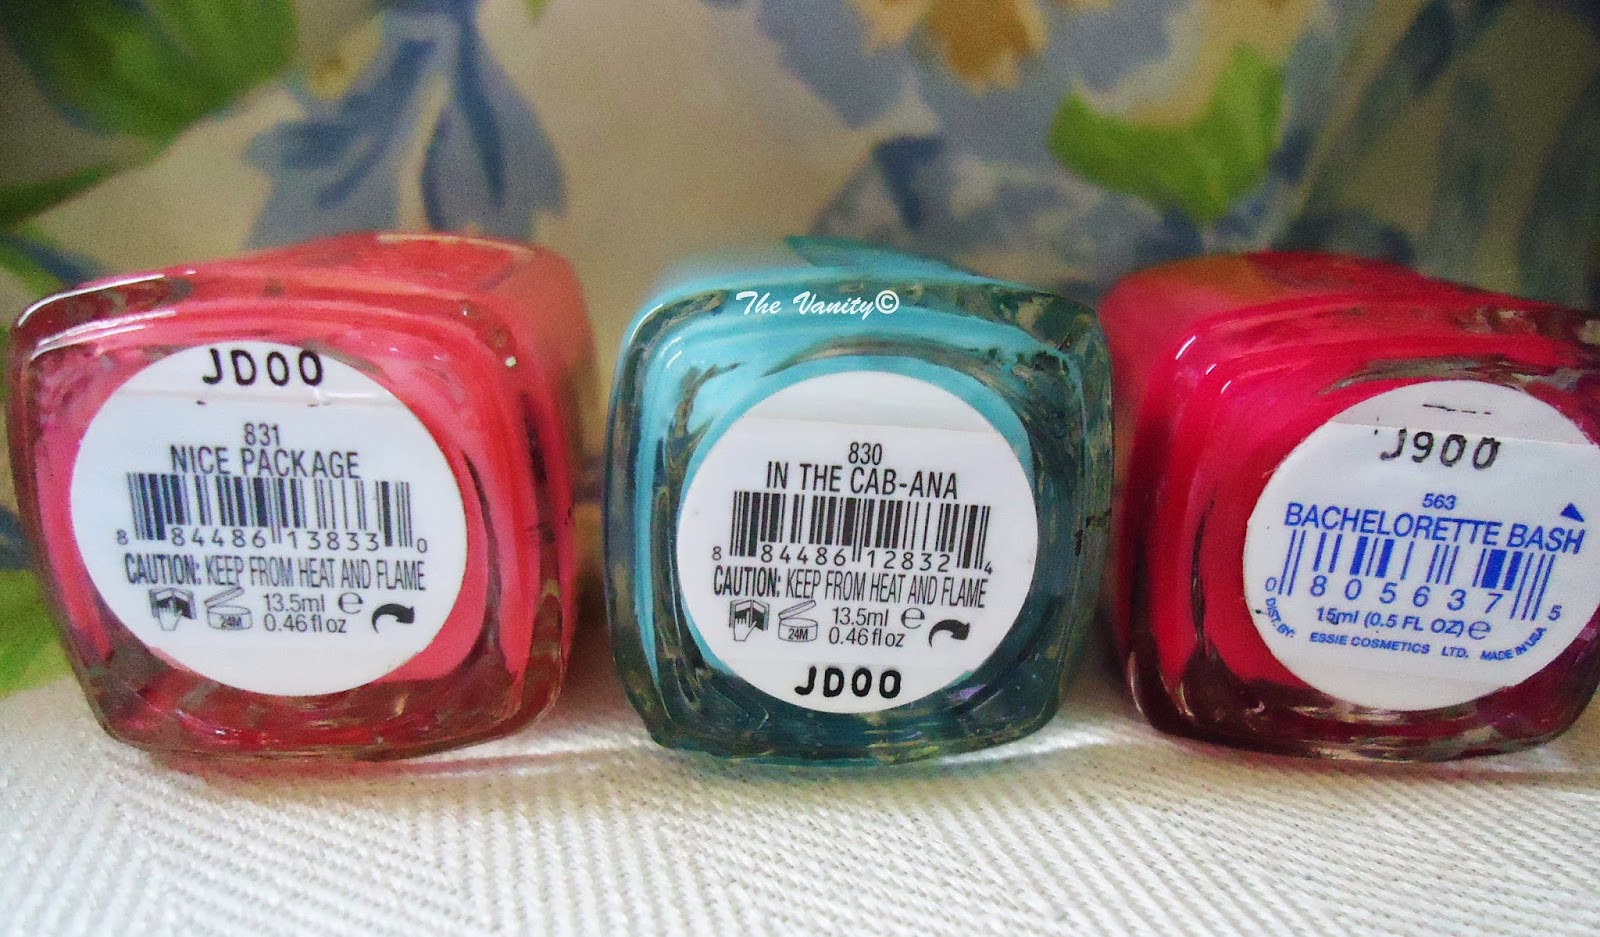 The Vanity©
JD00
831
NICE PACKAGE
8 84486 13833 0
CAUTION: KEEP FROM HEAT AND FLAME
24M
13.5ml e
0.46 fl oz
830
IN THE CAB-ANA
8 84486 12832 4
CAUTION: KEEP FROM HEAT AND FLAME
24M
13.5ml e
0.46 fl oz
JD00
J900
563
BACHELORETTE BASH
0 805637 5
15ml (0.5 FL OZ) e
DIST. BY: ESSIE COSMETICS LTD. MADE IN USA